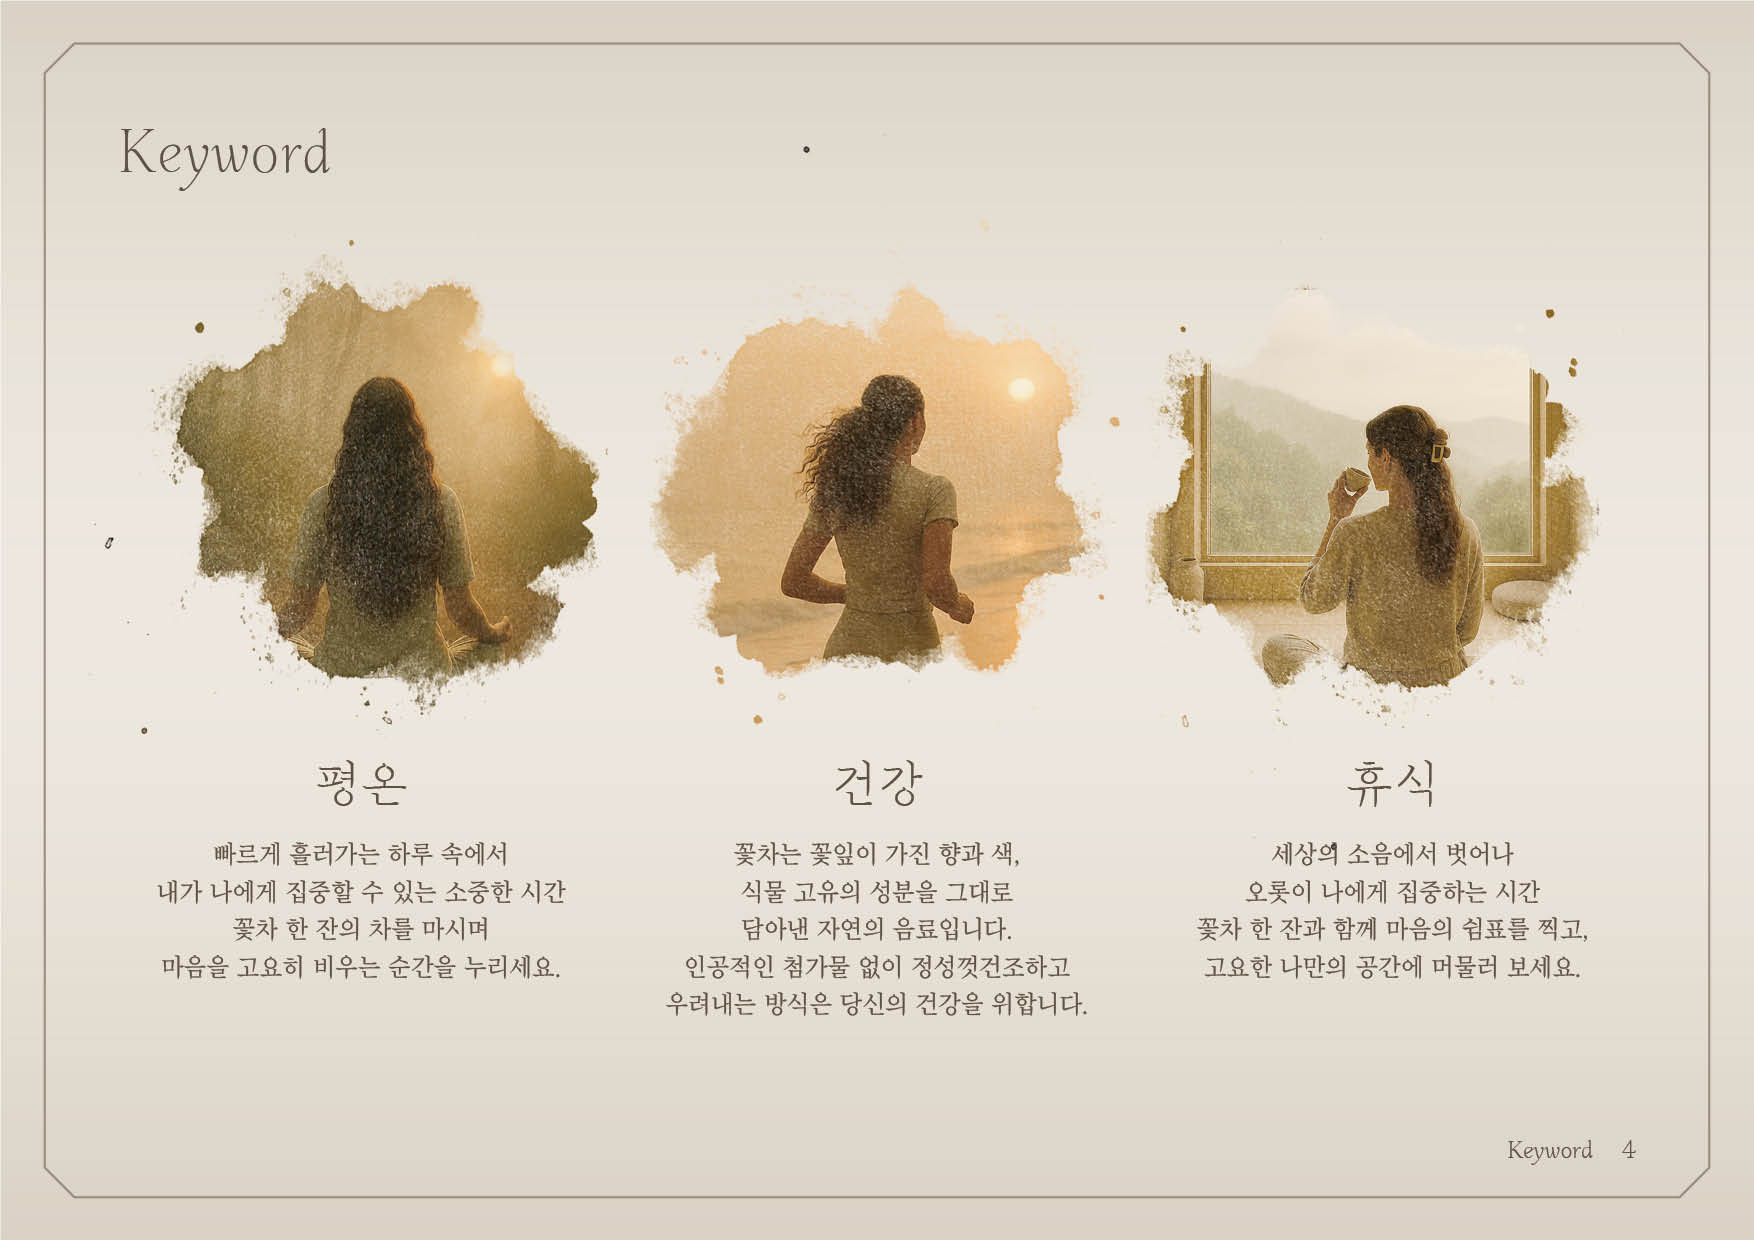 Keyword
평온
빠르게 흘러가는 하루 속에서
내가 나에게 집중할 수 있는 소중한 시간
꽃차 한 잔의 차를 마시며
마음을 고요히 비우는 순간을 누리세요.
건강
꽃차는 꽃잎이 가진 향과 색,
식물 고유의 성분을 그대로
담아낸 자연의 음료입니다.
인공적인 첨가물 없이 정성껏건조하고
우려내는 방식은 당신의 건강을 위합니다.
휴식
세상의 소음에서 벗어나
오롯이 나에게 집중하는 시간
꽃차 한 잔과 함께 마음의 쉼표를 찍고,
고요한 나만의 공간에 머물러 보세요.
Keyword 4